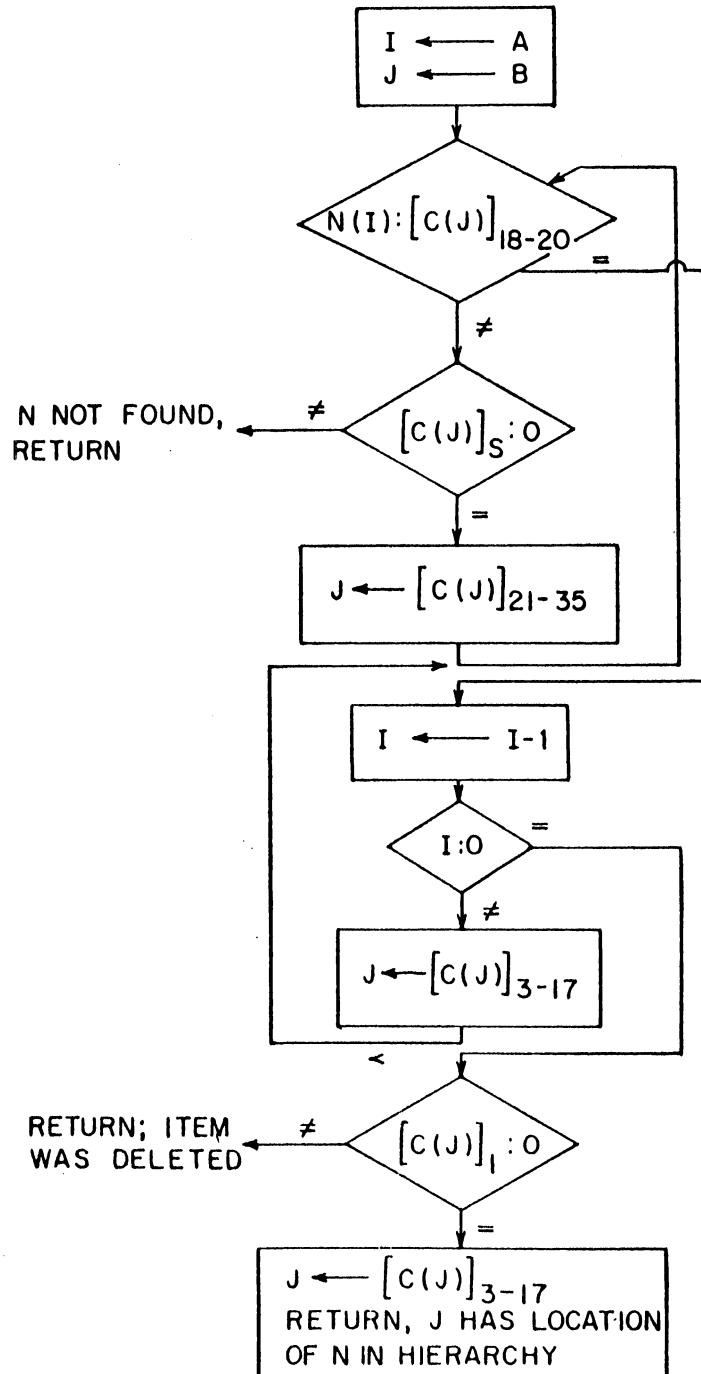 I ← A
J ← B
N(I):[C(J)]18-20
=
≠
[C(J)]S:0
≠
N NOT FOUND,
RETURN
=
J ← [C(J)]21-35
I ← I-1
I:0
=
≠
J ← [C(J)]3-17
[C(J)]1:0
≠
RETURN; ITEM
WAS DELETED
=
J ← [C(J)]3-17
RETURN, J HAS LOCATION
OF N IN HIERARCHY